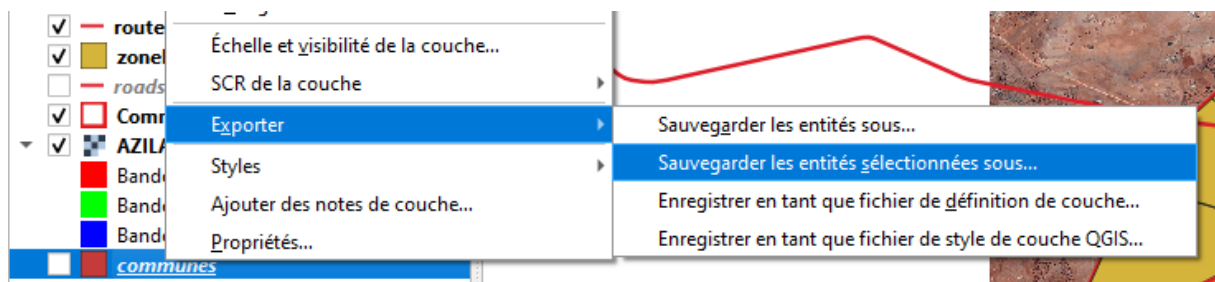 route
zonel
roads
Comm
AZILA
Bande
Bande
Bande
communes
Échelle et visibilité de la couche...
SCR de la couche
Exporter
Styles
Ajouter des notes de couche...
Propriétés...
Sauvegarder les entités sous...
Sauvegarder les entités sélectionnées sous...
Enregistrer en tant que fichier de définition de couche...
Enregistrer en tant que fichier de style de couche QGIS...